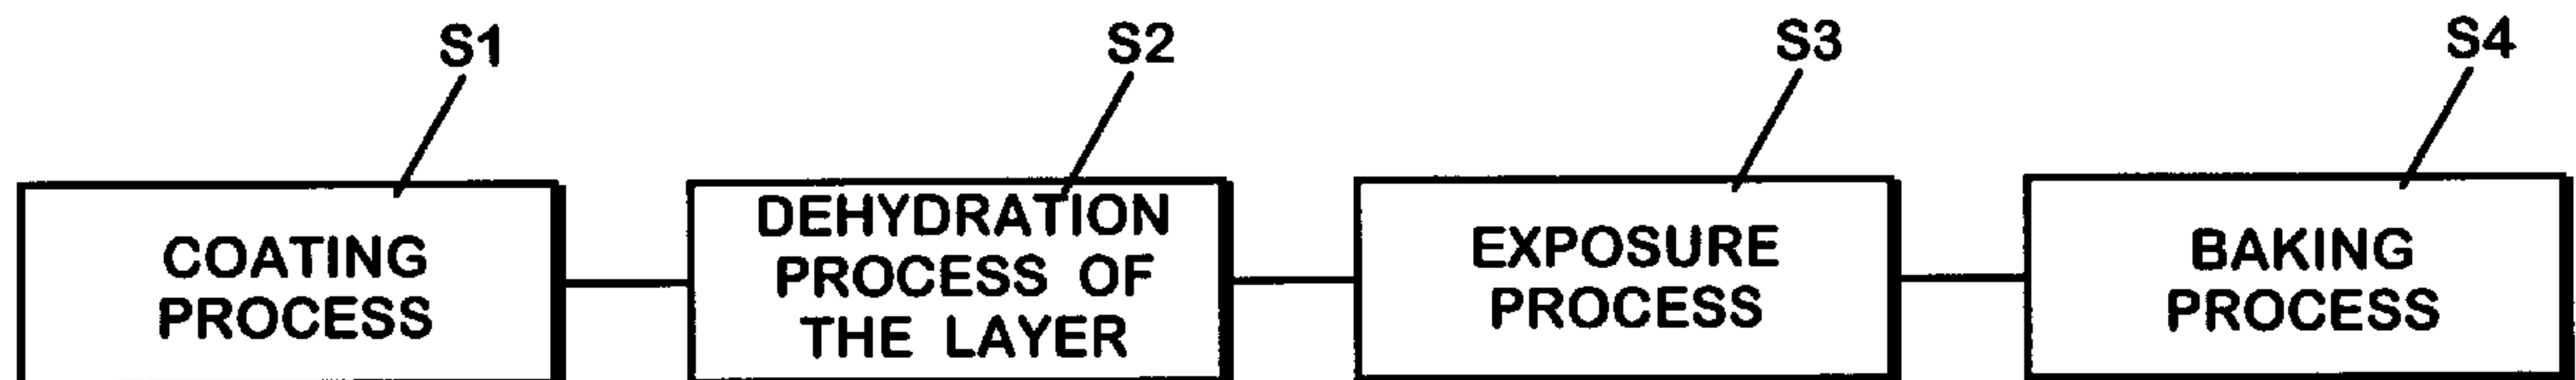 S1
S2
S3
S4
COATING
PROCESS
DEHYDRATION
PROCESS OF
THE LAYER
EXPOSURE
PROCESS
BAKING
PROCESS